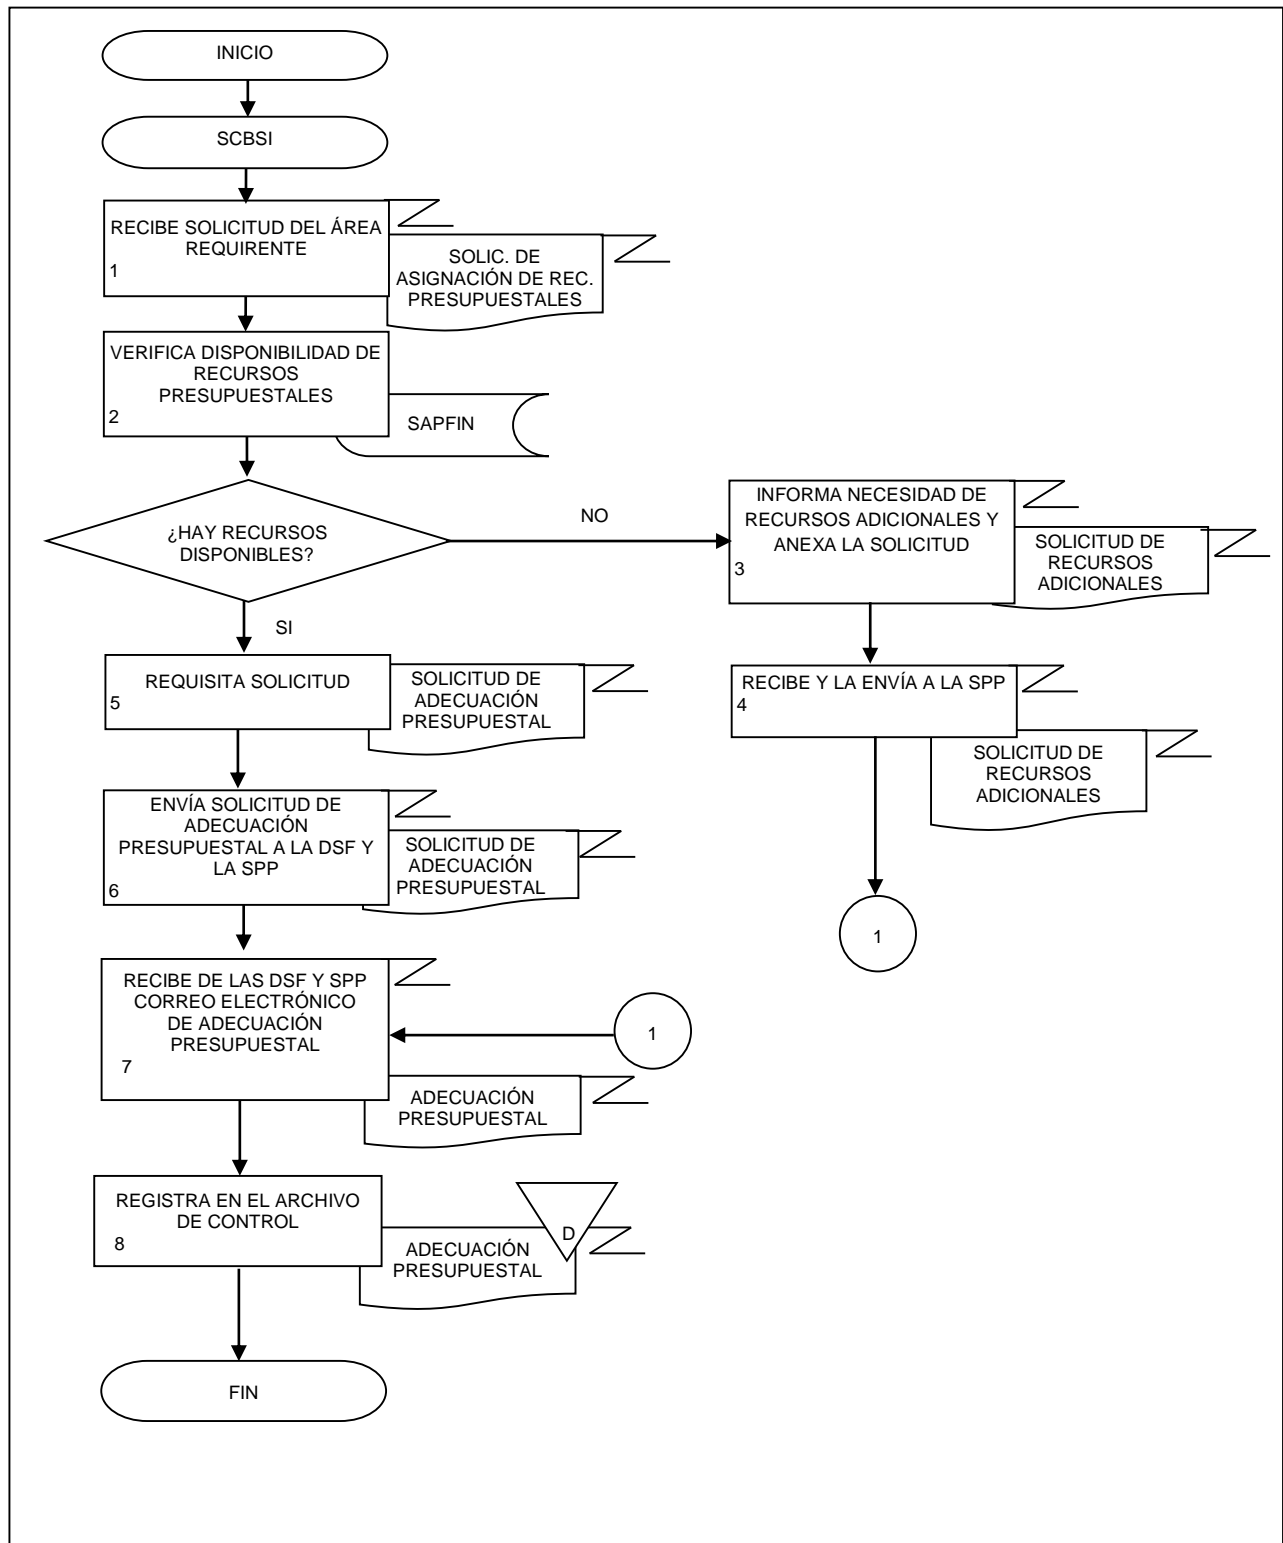 INICIO
SCBSI
RECIBE SOLICITUD DEL ÁREA
REQUIRENTE
1
SOLIC. DE
ASIGNACIÓN DE REC.
PRESUPUESTALES
VERIFICA DISPONIBILIDAD DE
RECURSOS
PRESUPUESTALES
2
SAPFIN
¿HAY RECURSOS
DISPONIBLES?
NO
INFORMA NECESIDAD DE
RECURSOS ADICIONALES Y
ANEXA LA SOLICITUD
3
SOLICITUD DE
RECURSOS
ADICIONALES
SI
REQUISITA SOLICITUD
5
SOLICITUD DE
ADECUACIÓN
PRESUPUESTAL
RECIBE Y LA ENVÍA A LA SPP
4
SOLICITUD DE
RECURSOS
ADICIONALES
ENVÍA SOLICITUD DE
ADECUACIÓN
PRESUPUESTAL A LA DSF Y
LA SPP
6
SOLICITUD DE
ADECUACIÓN
PRESUPUESTAL
1
RECIBE DE LAS DSF Y SPP
CORREO ELECTRÓNICO
DE ADECUACIÓN
PRESUPUESTAL
7
1
ADECUACIÓN
PRESUPUESTAL
REGISTRA EN EL ARCHIVO
DE CONTROL
8
D
ADECUACIÓN
PRESUPUESTAL
FIN